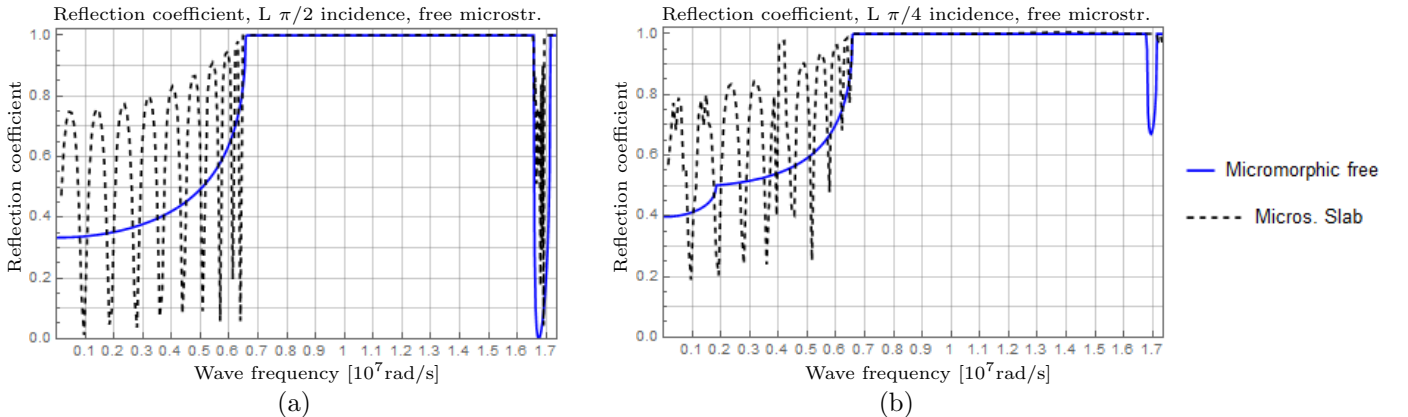 Reflection coefficient, L π/2 incidence, free microstr.
Reflection coefficient
1.0
0.8
0.6
0.4
0.2
0.0
0.1 0.2 0.3 0.4 0.5 0.6 0.7 0.8 0.9 1 1.1 1.2 1.3 1.4 1.5 1.6 1.7
Wave frequency [10⁷rad/s]
(a)
Reflection coefficient, L π/4 incidence, free microstr.
Reflection coefficient
1.0
0.8
0.6
0.4
0.2
0.0
0.1 0.2 0.3 0.4 0.5 0.6 0.7 0.8 0.9 1 1.1 1.2 1.3 1.4 1.5 1.6 1.7
Wave frequency [10⁷rad/s]
(b)
Micromorphic free
Micros. Slab